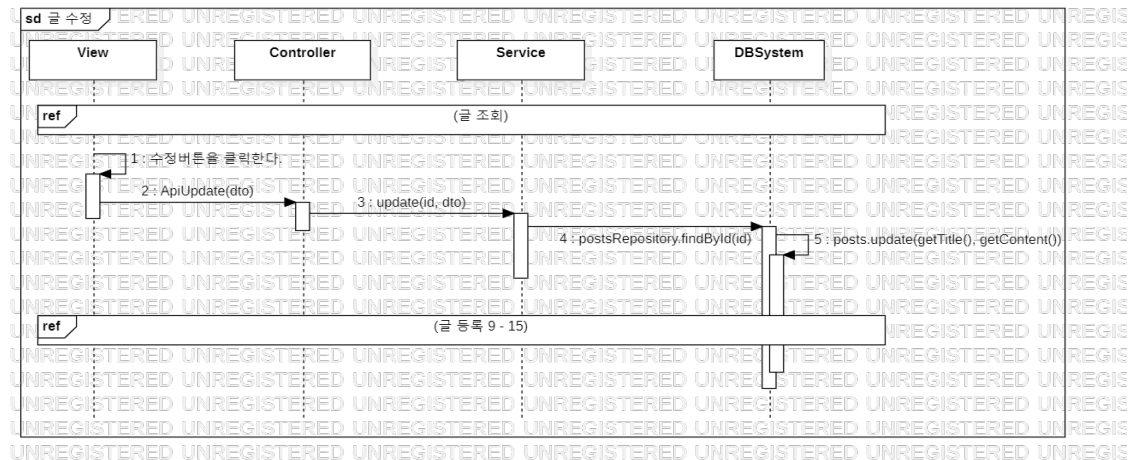 sd 글 수정
View
Controller
Service
DBSystem
ref
(글 조회)
1 : 수정버튼을 클릭한다.
2 : ApiUpdate(dto)
3 : update(id, dto)
4 : postsRepository.findById(id)
5 : posts.update(getTitle(), getContent())
ref
(글 등록 9 - 15)
UNREGISTERED